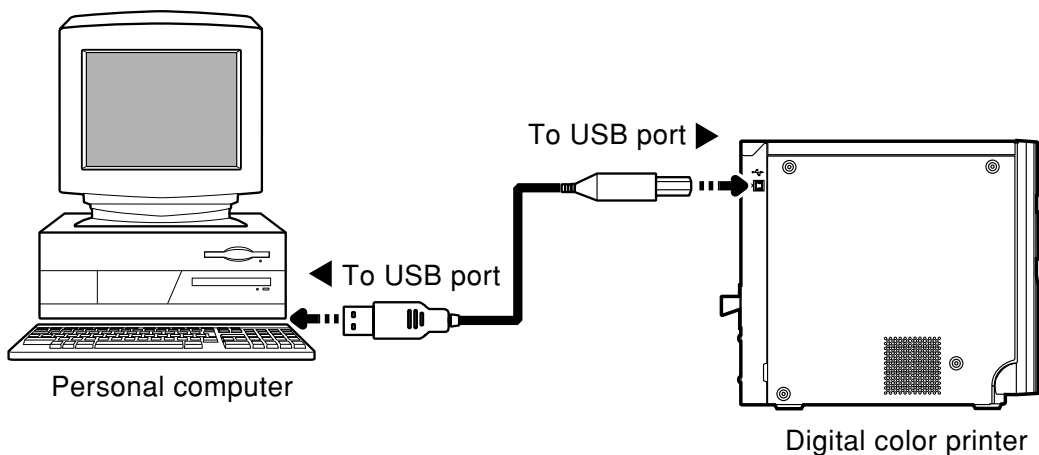 To USB port
To USB port
Personal computer
Digital color printer